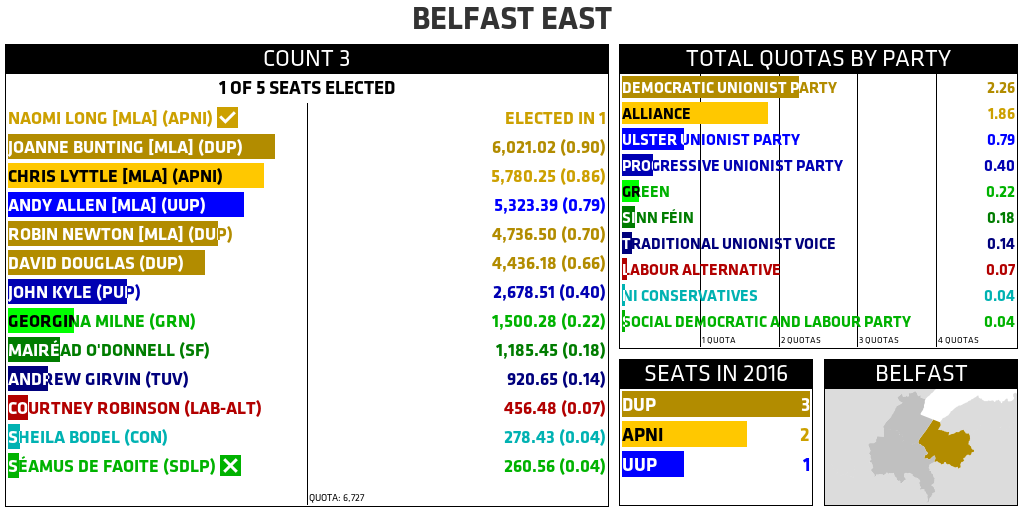 BELFAST EAST
COUNT 3
1 OF 5 SEATS ELECTED
NAOMI LONG [MLA] (APNI) ELECTED IN 1
JOANNE BUNTING [MLA] (DUP) 6,021.02 (0.90)
CHRIS LYTTLE [MLA] (APNI) 5,780.25 (0.86)
ANDY ALLEN [MLA] (UUP) 5,323.39 (0.79)
ROBIN NEWTON [MLA] (DUP) 4,736.50 (0.70)
DAVID DOUGLAS (DUP) 4,436.18 (0.66)
JOHN KYLE (PUP) 2,678.51 (0.40)
GEORGINA MILNE (GRN) 1,500.28 (0.22)
MAIRÉAD O'DONNELL (SF) 1,185.45 (0.18)
ANDREW GIRVIN (TUV) 920.65 (0.14)
COURTNEY ROBINSON (LAB-ALT) 456.48 (0.07)
SHEILA BODEL (CON) 278.43 (0.04)
SÉAMUS DE FAOITE (SDLP) 260.56 (0.04)
QUOTA: 6,727
TOTAL QUOTAS BY PARTY
DEMOCRATIC UNIONIST PARTY 2.26
ALLIANCE 1.86
ULSTER UNIONIST PARTY 0.79
PROGRESSIVE UNIONIST PARTY 0.40
GREEN 0.22
SINN FÉIN 0.18
TRADITIONAL UNIONIST VOICE 0.14
LABOUR ALTERNATIVE 0.07
NI CONSERVATIVES 0.04
SOCIAL DEMOCRATIC AND LABOUR PARTY 0.04
1 QUOTA 2 QUOTAS 3 QUOTAS 4 QUOTAS
SEATS IN 2016
DUP 3
APNI 2
UUP 1
BELFAST